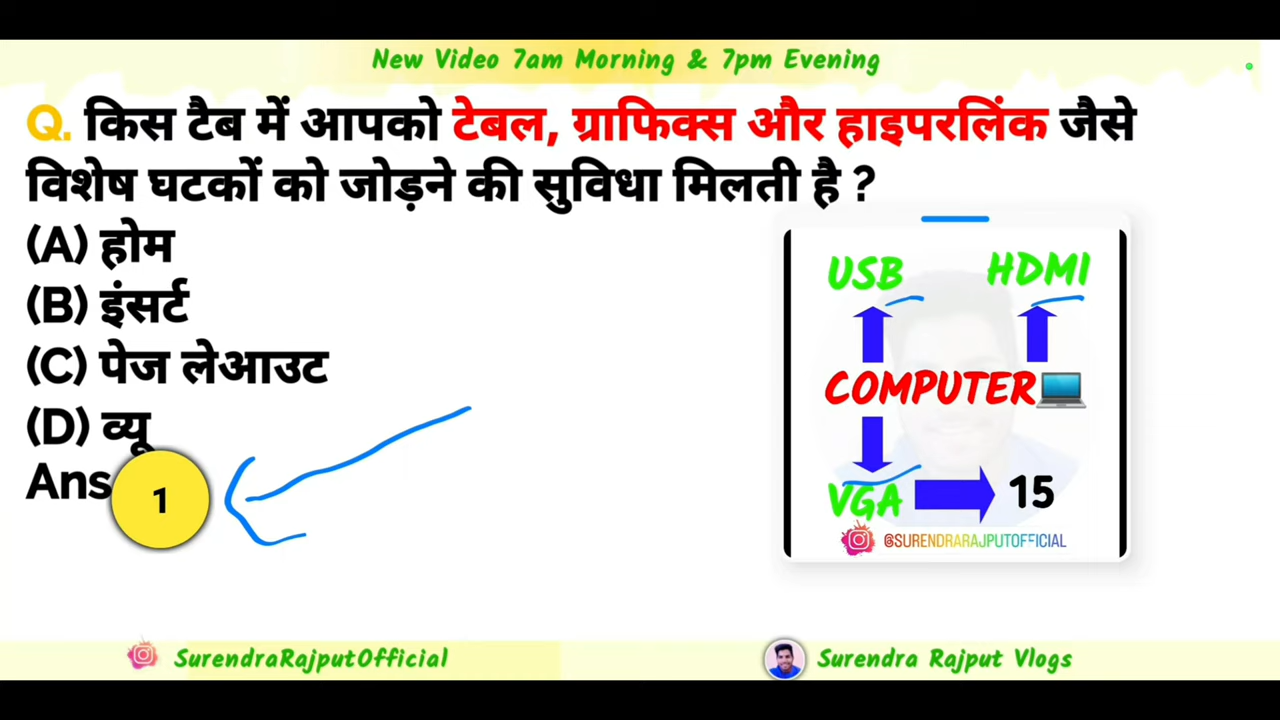 New Video 7am Morning & 7pm Evening
Q. किस टैब में आपको टेबल, ग्राफिक्स और हाइपरलिंक जैसे
विशेष घटकों को जोड़ने की सुविधा मिलती है ?
(A) होम
(B) इंसर्ट
(C) पेज लेआउट
(D) व्यू
Ans
1
USB HDMI
COMPUTER
VGA 15
@SURENDRARAJPUTOFFICIAL
SurendraRajputOfficial
Surendra Rajput Vlogs